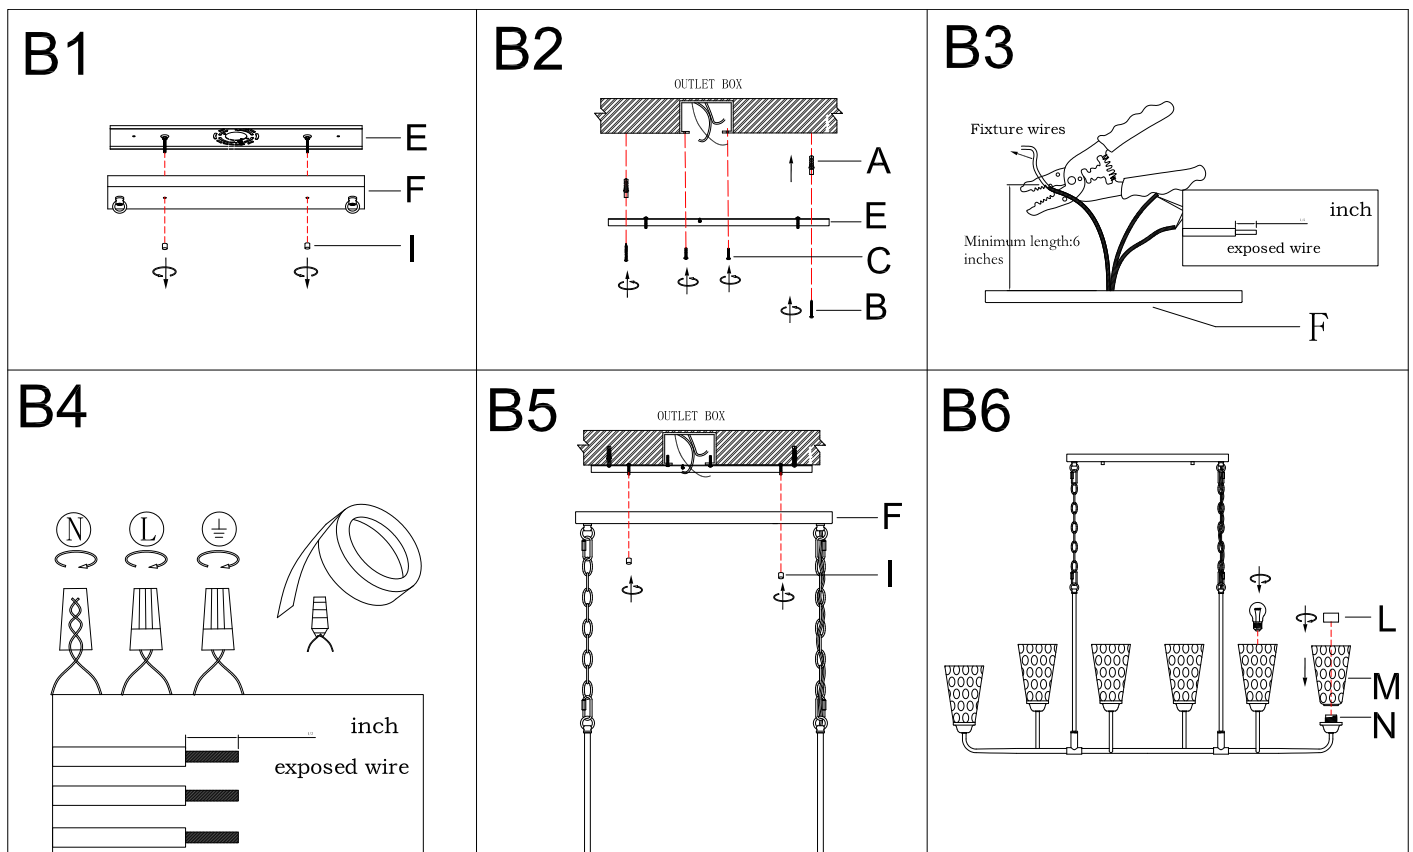 B1
E
F
I
B2
OUTLET BOX
A
E
C
B
B3
Fixture wires
inch
exposed wire
Minimum length:6
inches
F
B4
N L
inch
exposed wire
B5
OUTLET BOX
F
I
B6
L
M
N